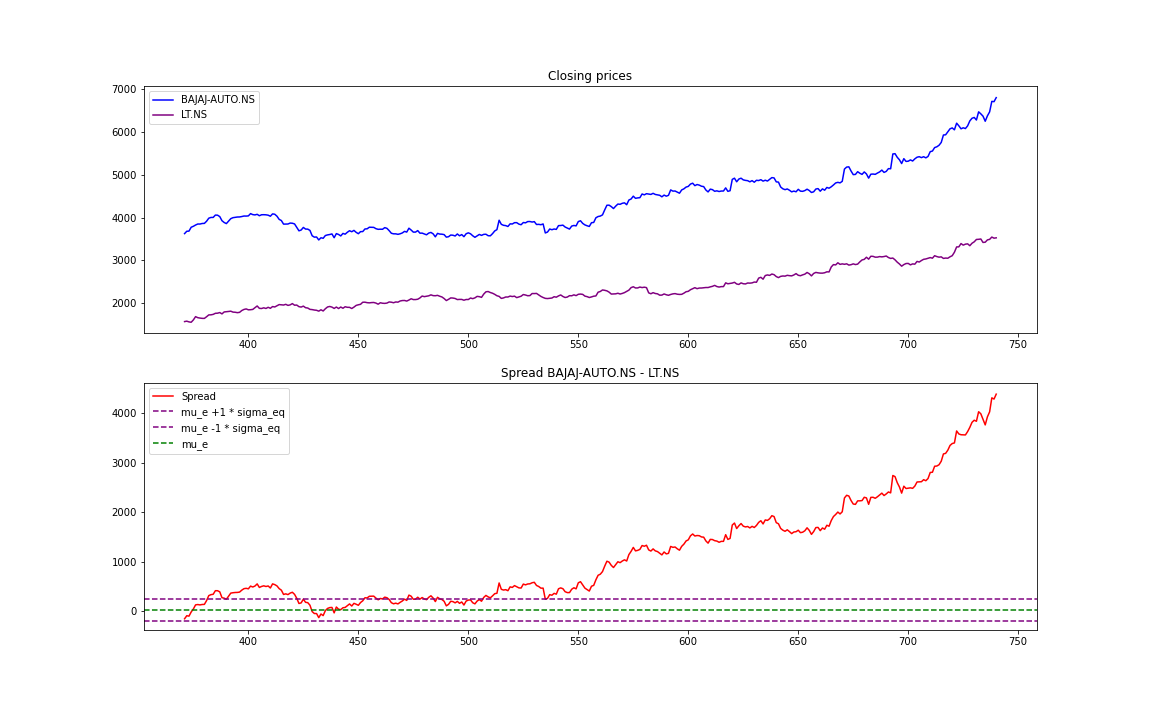 Closing prices
7000
6000
5000
4000
3000
2000
BAJAJ-AUTO.NS
LT.NS
400 450 500 550 600 650 700 750
Spread BAJAJ-AUTO.NS - LT.NS
4000
3000
2000
1000
0
Spread
mu_e +1 * sigma_eq
mu_e -1 * sigma_eq
mu_e
400 450 500 550 600 650 700 750